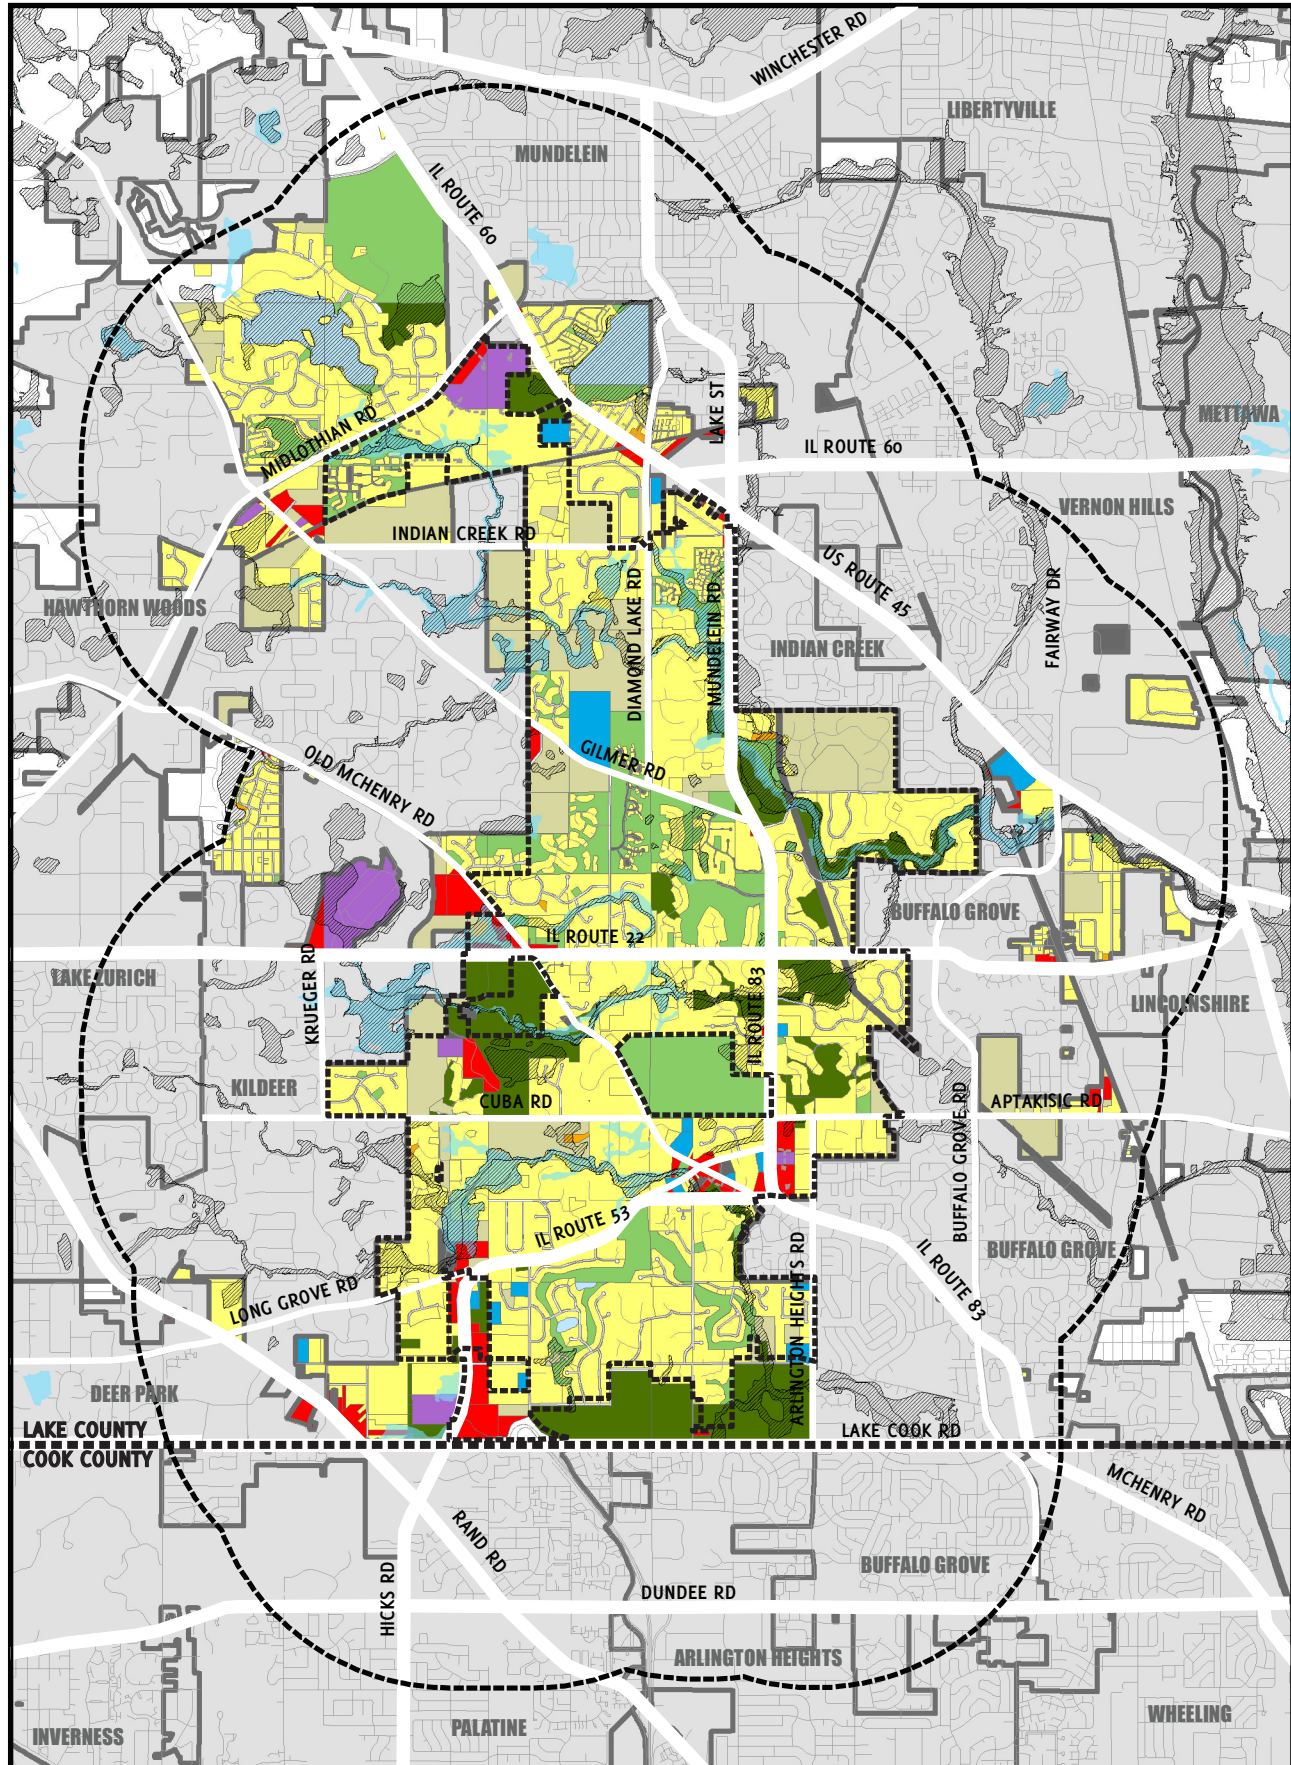 WINCHESTER RD
LIBERTYVILLE
MUNDELEIN
IL ROUTE 60
LAKE ST
METTAWA
MIDLOTHIAN RD
IL ROUTE 60
VERNON HILLS
INDIAN CREEK RD
US ROUTE 45
FAIRWAY DR
HAWTHORN WOODS
DIAMOND LAKE RD
MUNDELEIN RD
INDIAN CREEK
OLD MCHENRY RD
GILMER RD
BUFFALO GROVE
IL ROUTE 22
KRUEGER RD
LAKE ZURICH
IL ROUTE 83
LINCOLNSHIRE
KILDEER
CUBA RD
BUFFALO GROVE RD
APTAKISIC RD
IL ROUTE 53
ARLINGTON HEIGHTS RD
BUFFALO GROVE
IL ROUTE 83
LONG GROVE RD
DEER PARK
LAKE COUNTY
LAKE COOK RD
COOK COUNTY
MCHENRY RD
RAND RD
HICKS RD
BUFFALO GROVE
DUNDEE RD
ARLINGTON HEIGHTS
INVERNESS
PALATINE
WHEELING